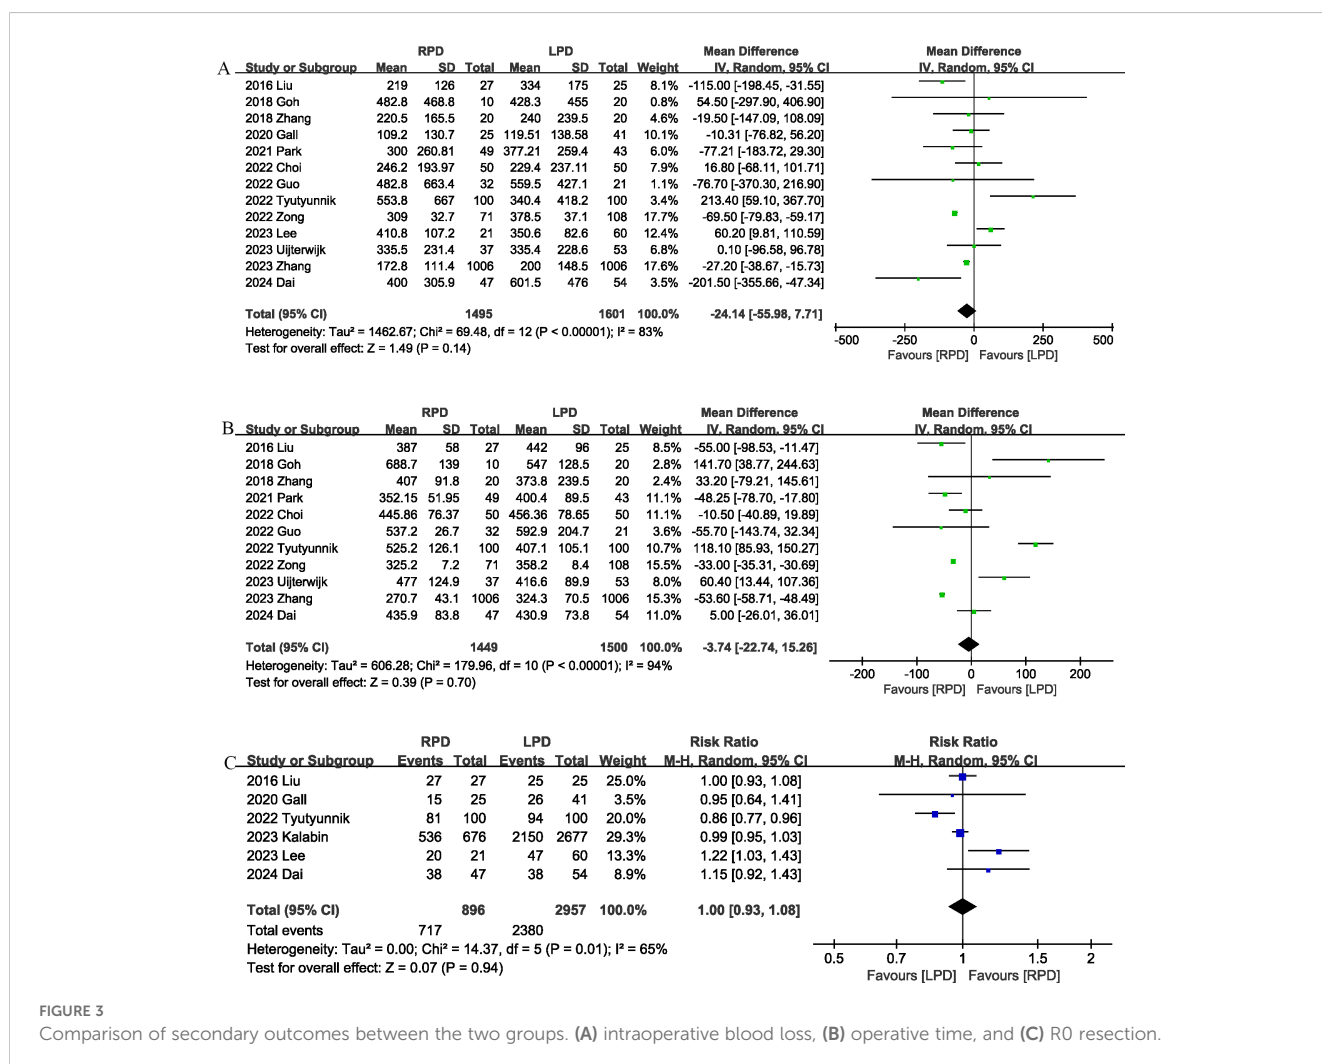 RPD LPD Mean Difference Mean Difference
A Study or Subgroup Mean SD Total Mean SD Total Weight IV, Random, 95% CI IV, Random, 95% CI
2016 Liu 219 126 27 334 175 25 8.1% -115.00 [-198.45, -31.55]
2018 Goh 482.8 468.8 10 428.3 455 20 0.8% 54.50 [-297.90, 406.90]
2018 Zhang 220.5 165.5 20 240 239.5 20 4.6% -19.50 [-147.09, 108.09]
2020 Gall 109.2 130.7 25 119.51 138.58 41 10.1% -10.31 [-76.82, 56.20]
2021 Park 300 260.81 49 377.21 259.4 43 6.0% -77.21 [-183.72, 29.30]
2022 Choi 246.2 193.97 50 229.4 237.11 50 7.9% 16.80 [-68.11, 101.71]
2022 Guo 482.8 663.4 32 559.5 427.1 21 1.1% -76.70 [-370.30, 216.90]
2022 Tyutyunnik 553.8 667 100 340.4 418.2 100 3.4% 213.40 [59.10, 367.70]
2022 Zong 309 32.7 71 378.5 37.1 108 17.7% -69.50 [-79.83, -59.17]
2023 Lee 410.8 107.2 21 350.6 82.6 60 12.4% 60.20 [9.81, 110.59]
2023 Uijterwijk 335.5 231.4 37 335.4 228.6 53 6.8% 0.10 [-96.58, 96.78]
2023 Zhang 172.8 111.4 1006 200 148.5 1006 17.6% -27.20 [-38.67, -15.73]
2024 Dai 400 305.9 47 601.5 476 54 3.5% -201.50 [-355.66, -47.34]
Total (95% CI) 1495 1601 100.0% -24.14 [-55.98, 7.71]
Heterogeneity: Tau² = 1462.67; Chi² = 69.48, df = 12 (P < 0.00001); I² = 83%
Test for overall effect: Z = 1.49 (P = 0.14)
-500 -250 0 250 500
Favours [RPD] Favours [LPD]
RPD LPD Mean Difference Mean Difference
B Study or Subgroup Mean SD Total Mean SD Total Weight IV, Random, 95% CI IV, Random, 95% CI
2016 Liu 387 58 27 442 96 25 8.5% -55.00 [-98.53, -11.47]
2018 Goh 688.7 139 10 547 128.5 20 2.8% 141.70 [38.77, 244.63]
2018 Zhang 407 91.8 20 373.8 239.5 20 2.4% 33.20 [-79.21, 145.61]
2021 Park 352.15 51.95 49 400.4 89.5 43 11.1% -48.25 [-78.70, -17.80]
2022 Choi 445.86 76.37 50 456.36 78.65 50 11.1% -10.50 [-40.89, 19.89]
2022 Guo 537.2 26.7 32 592.9 204.7 21 3.6% -55.70 [-143.74, 32.34]
2022 Tyutyunnik 525.2 126.1 100 407.1 105.1 100 10.7% 118.10 [85.93, 150.27]
2022 Zong 325.2 7.2 71 358.2 8.4 108 15.5% -33.00 [-35.31, -30.69]
2023 Uijterwijk 477 124.9 37 416.6 89.9 53 8.0% 60.40 [13.44, 107.36]
2023 Zhang 270.7 43.1 1006 324.3 70.5 1006 15.3% -53.60 [-58.71, -48.49]
2024 Dai 435.9 83.8 47 430.9 73.8 54 11.0% 5.00 [-26.01, 36.01]
Total (95% CI) 1449 1500 100.0% -3.74 [-22.74, 15.26]
Heterogeneity: Tau² = 606.28; Chi² = 179.96, df = 10 (P < 0.00001); I² = 94%
Test for overall effect: Z = 0.39 (P = 0.70)
-200 -100 0 100 200
Favours [RPD] Favours [LPD]
RPD LPD Risk Ratio Risk Ratio
C Study or Subgroup Events Total Events Total Weight M-H, Random, 95% CI M-H, Random, 95% CI
2016 Liu 27 27 25 25 25.0% 1.00 [0.93, 1.08]
2020 Gall 15 25 26 41 3.5% 0.95 [0.64, 1.41]
2022 Tyutyunnik 81 100 94 100 20.0% 0.86 [0.77, 0.96]
2023 Kalabin 536 676 2150 2677 29.3% 0.99 [0.95, 1.03]
2023 Lee 20 21 47 60 13.3% 1.22 [1.03, 1.43]
2024 Dai 38 47 38 54 8.9% 1.15 [0.92, 1.43]
Total (95% CI) 896 2957 100.0% 1.00 [0.93, 1.08]
Total events 717 2380
Heterogeneity: Tau² = 0.00; Chi² = 14.37, df = 5 (P = 0.01); I² = 65%
Test for overall effect: Z = 0.07 (P = 0.94)
0.5 0.7 1 1.5 2
Favours [LPD] Favours [RPD]
FIGURE 3
Comparison of secondary outcomes between the two groups. (A) intraoperative blood loss, (B) operative time, and (C) R0 resection.